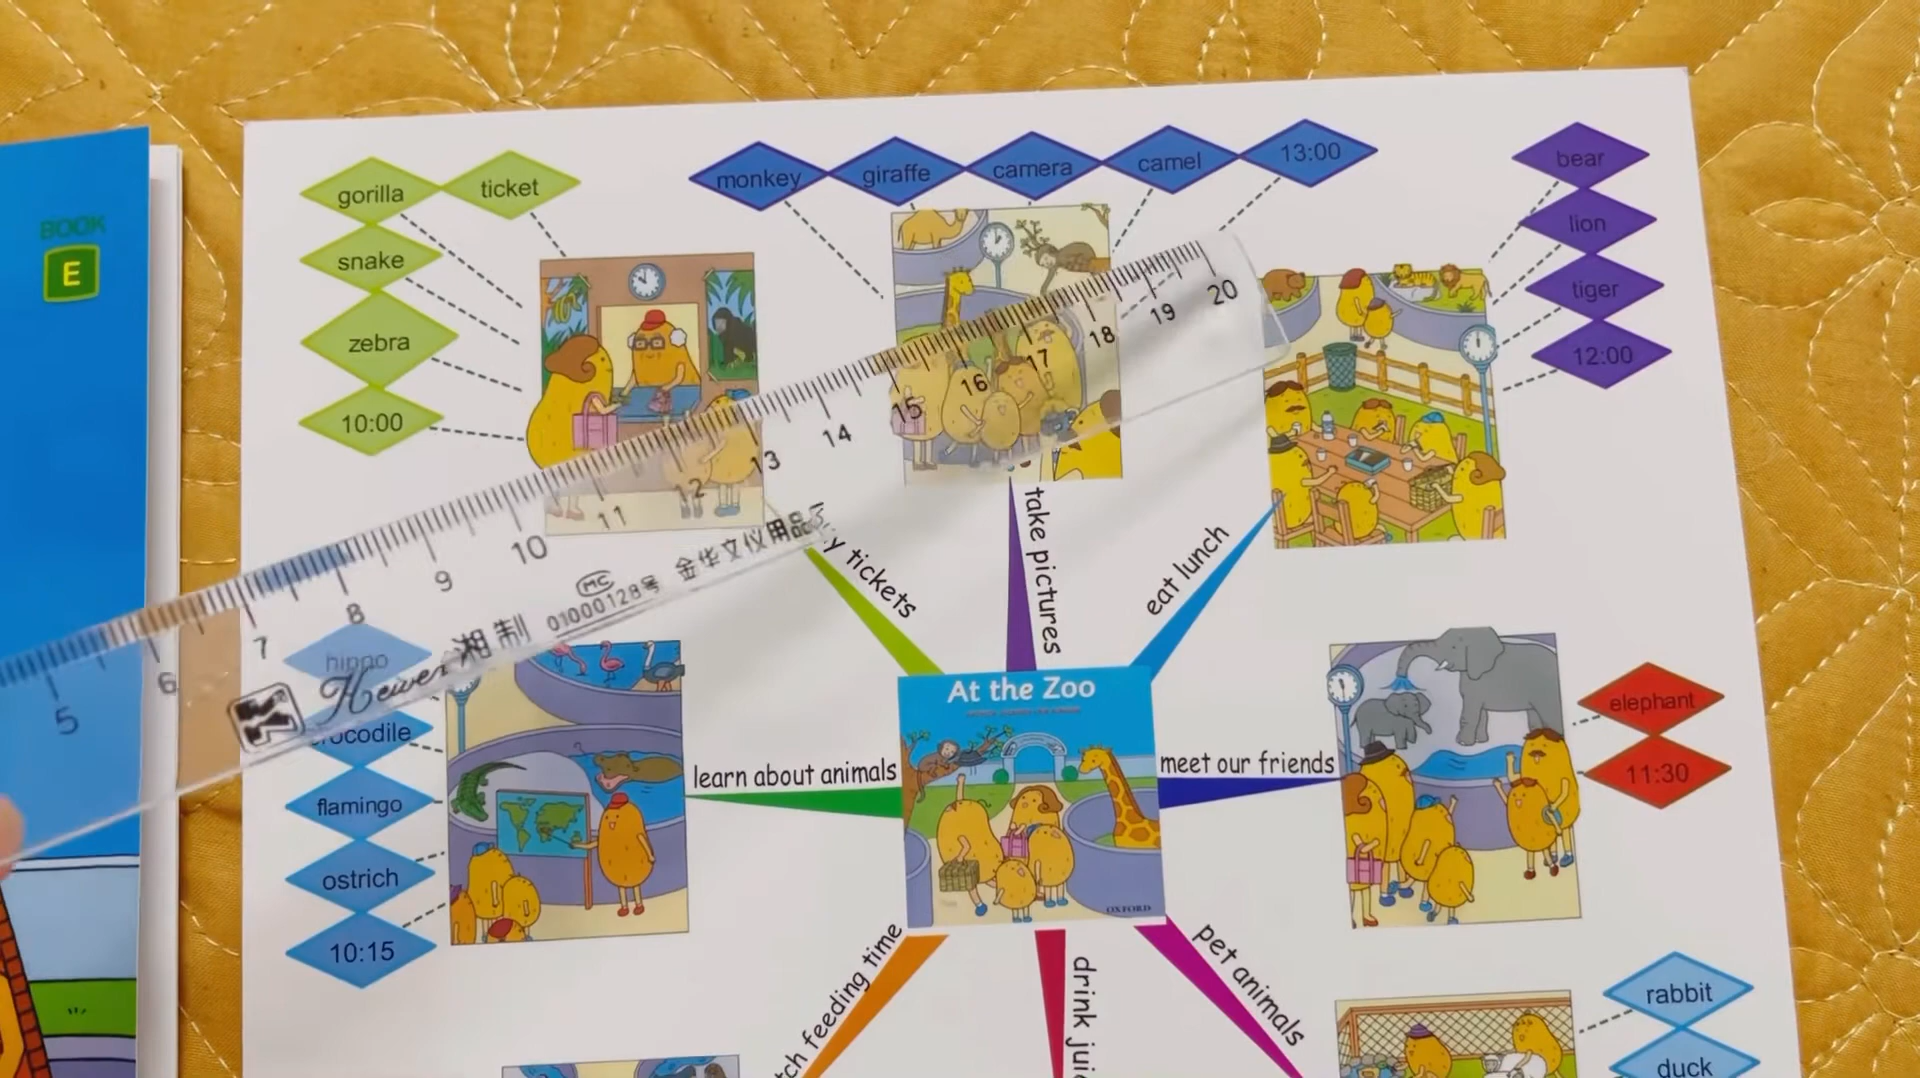 BOOK
E
gorilla
ticket
snake
zebra
10:00
monkey
giraffe
camera
camel
13:00
bear
lion
tiger
12:00
5 6 7 8 9 10 11 12 13 14 15 16 17 18 19 20
Hewen 湘制 MC 01000128号 金华文仪用品
tickets
take pictures
eat lunch
hippo
flamingo
ostrich
10:15
learn about animals
At the Zoo
OXFORD
meet our friends
elephant
11:30
feeding time
drink
pet animals
rabbit
duck